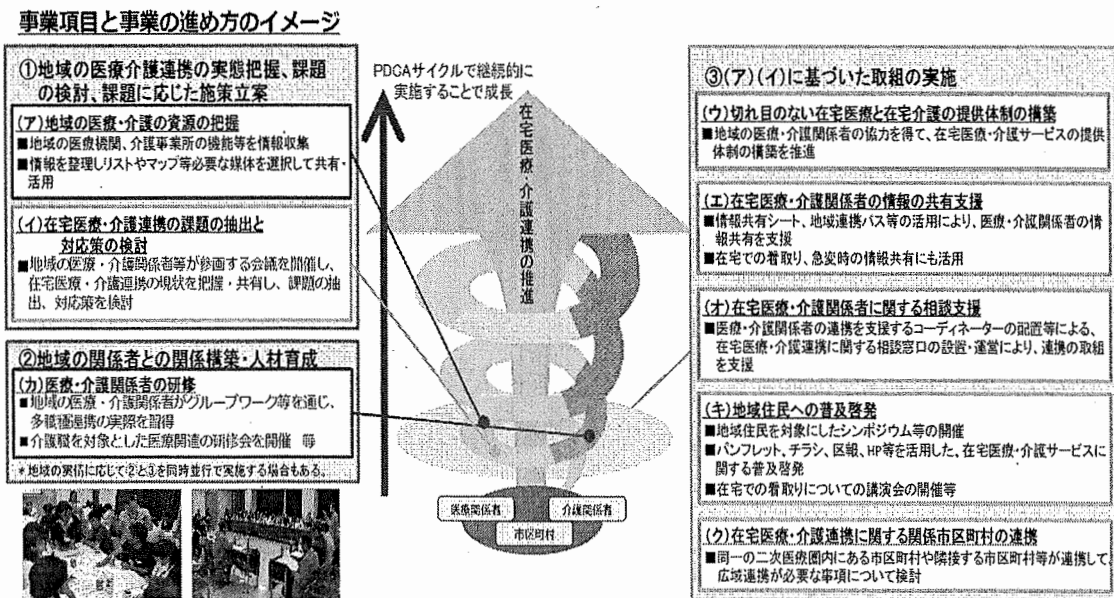 事業項目と事業の進め方のイメージ
①地域の医療介護連携の実態把握、課題
の検討、課題に応じた施策立案
(ア)地域の医療・介護の資源の把握
■地域の医療機関、介護事業所の機能等を情報収集
■情報を整理しリストやマップ等必要な媒体を選択して共有・
活用
(イ)在宅医療・介護連携の課題の抽出と
対応策の検討
■地域の医療・介護関係者等が参画する会議を開催し、
在宅医療・介護連携の現状を把握・共有し、課題の抽
出、対応策を検討
②地域の関係者との関係構築・人材育成
(カ)医療・介護関係者の研修
■地域の医療・介護関係者がグループワーク等を通じ、
多職種連携の実際を習得
■介護職を対象とした医療関連の研修会を開催 等
*地域の実情に応じて②と③を同時並行で実施する場合もある。
PDCAサイクルで継続的に
実施することで成長
在宅医療・介護連携の推進
医療関係者
介護関係者
市区町村
③(ア)(イ)に基づいた取組の実施
(ウ)切れ目のない在宅医療と在宅介護の提供体制の構築
■地域の医療・介護関係者の協力を得て、在宅医療・介護サービスの提供
体制の構築を推進
(エ)在宅医療・介護関係者の情報の共有支援
■情報共有シート、地域連携パス等の活用により、医療・介護関係者の情
報共有を支援
■在宅での看取り、急変時の情報共有にも活用
(オ)在宅医療・介護関係者に関する相談支援
■医療・介護関係者の連携を支援するコーディネーターの配置等による、
在宅医療・介護連携に関する相談窓口の設置・運営により、連携の取組
を支援
(キ)地域住民への普及啓発
■地域住民を対象にしたシンポジウム等の開催
■パンフレット、チラシ、区報、HP等を活用した、在宅医療・介護サービスに
関する普及啓発
■在宅での看取りについての講演会の開催等
(ク)在宅医療・介護連携に関する関係市区町村の連携
■同一の二次医療圏内にある市区町村や隣接する市区町村等が連携して
広域連携が必要な事項について検討